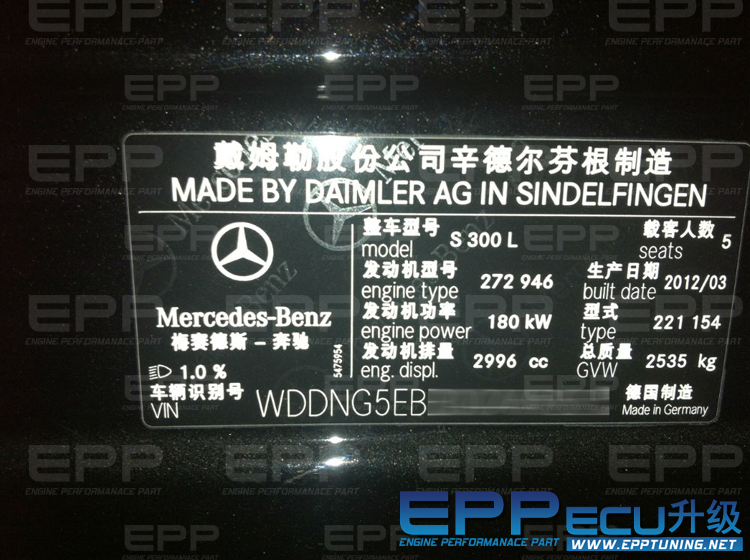 戴姆勒股份公司辛德尔芬根制造
MADE BY DAIMLER AG IN SINDELFINGEN
整车型号 model S 300 L 载客人数 seats 5
发动机型号 engine type 272 946 生产日期 built date 2012/03
发动机功率 engine power 180 kW 型式 type 221 154
发动机排量 eng. displ. 2996 cc 总质量 GVW 2535 kg
Mercedes-Benz
梅赛德斯－奔驰
5475954
1.0 %
车辆识别号
VIN WDDNG5EB
德国制造
Made in Germany
EPP ECU升级
WWW.EPPTUNING.NET
EPP
ENGINE PERFORMANACE PART